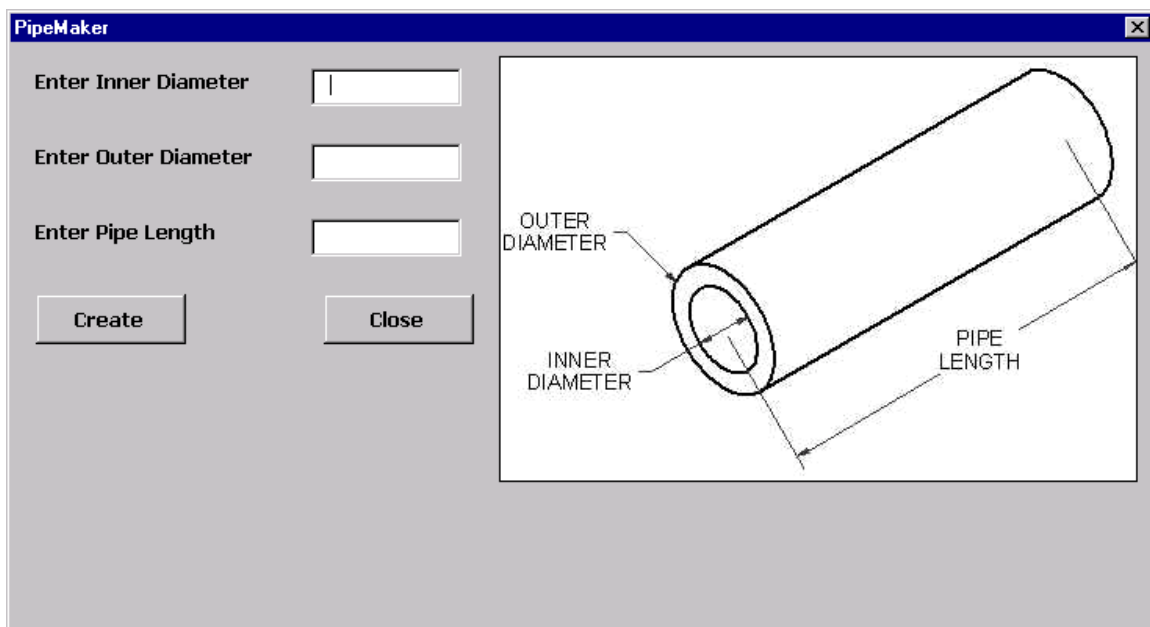 PipeMaker
Enter Inner Diameter
Enter Outer Diameter
Enter Pipe Length
Create
Close
OUTER
DIAMETER
INNER
DIAMETER
PIPE
LENGTH